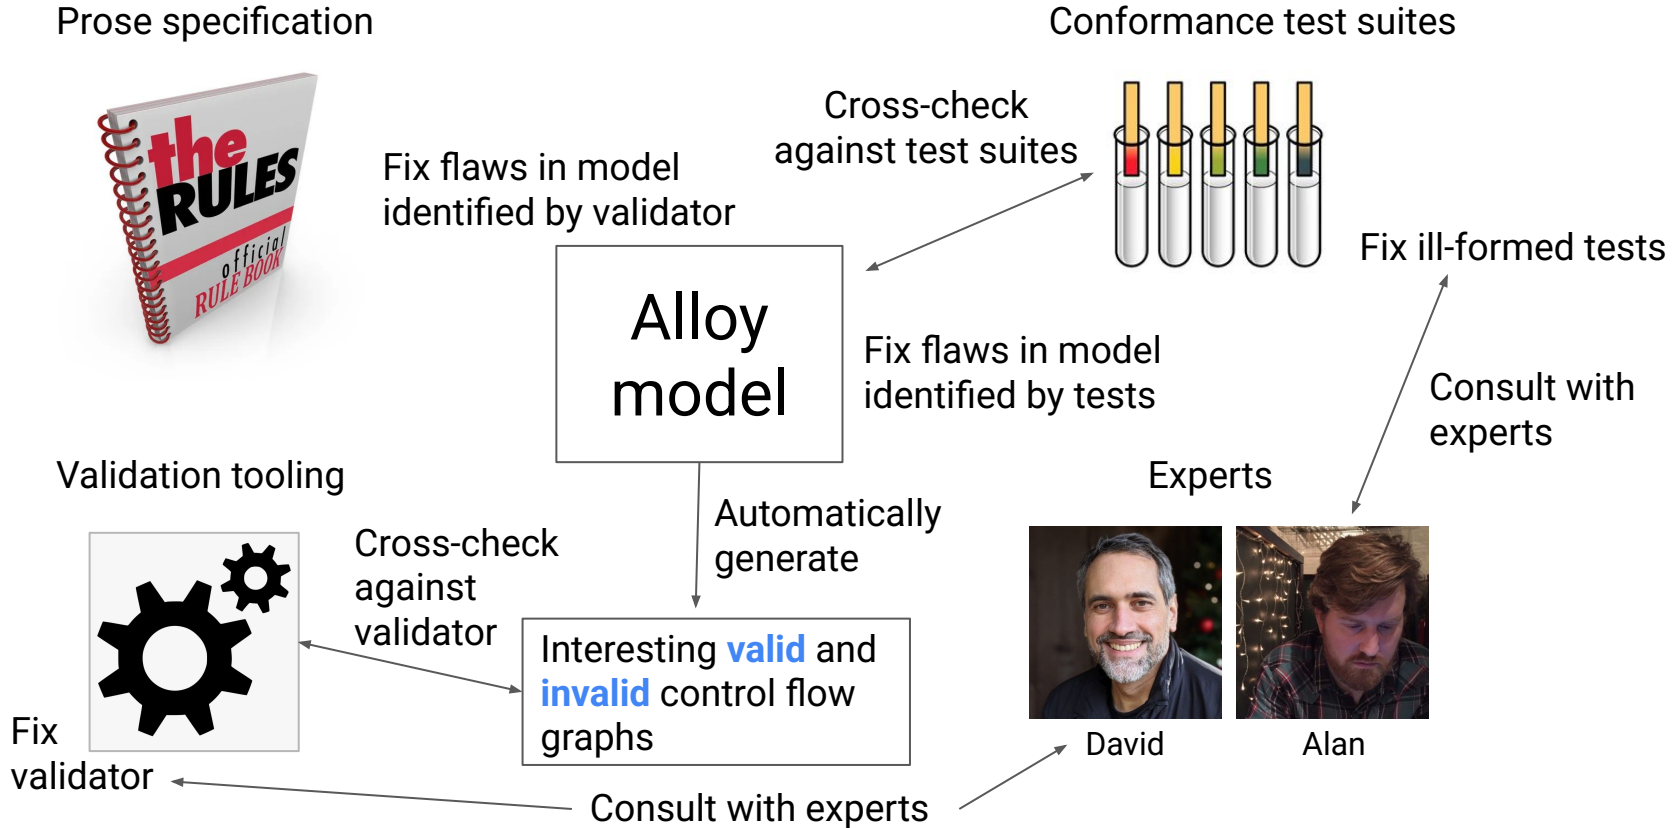 Prose specification
Conformance test suites
the
RULES
official
RULE BOOK
Cross-check
against test suites
Fix flaws in model
identified by validator
Fix ill-formed tests
Alloy
model
Fix flaws in model
identified by tests
Consult with
experts
Validation tooling
Experts
Automatically
generate
Cross-check
against
validator
Interesting valid and
invalid control flow
graphs
David
Alan
Fix
validator
Consult with experts